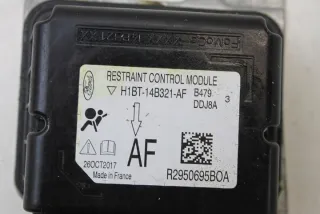 RESTRAINT CONTROL MODULE
H1BT-14B321-AF B479
DDJ8A 3
AF
26OCT2017
Made in France
R2950695BOA